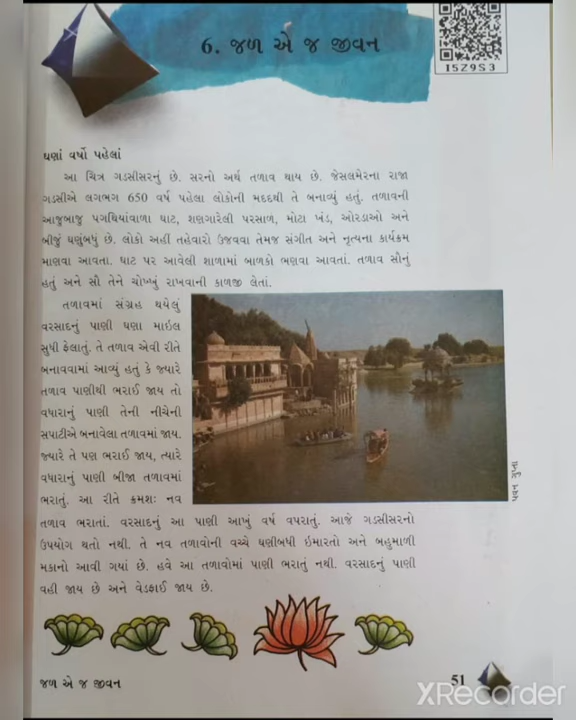 I5Z9S3
6. જળ એ જ જીવન
ઘણાં વર્ષો પહેલાં
આ ચિત્ર ગડસીસરનું છે. સરનો અર્થ તળાવ થાય છે. જેસલમેરના રાજા
ગડસીએ લગભગ 650 વર્ષ પહેલા લોકોની મદદથી તે બનાવ્યું હતું. તળાવની
આજુબાજુ પગથિયાંવાળા ઘાટ, શણગારેલી પરસાળ, મોટા ખંડ, ઓરડાઓ અને
બીજું ઘણુંબધું છે. લોકો અહીં તહેવારો ઉજવવા તેમજ સંગીત અને નૃત્યના કાર્યક્રમ
માણવા આવતા. ઘાટ પર આવેલી શાળામાં બાળકો ભણવા આવતાં. તળાવ સૌનું
હતું અને સૌ તેને ચોખ્ખું રાખવાની કાળજી લેતાં.
તળાવમાં સંગ્રહ થયેલું
વરસાદનું પાણી ઘણા માઇલ
સુધી ફેલાતું. તે તળાવ એવી રીતે
બનાવવામાં આવ્યું હતું કે જ્યારે
તળાવ પાણીથી ભરાઈ જાય તો
વધારાનું પાણી તેની નીચેની
સપાટીએ બનાવેલા તળાવમાં જાય.
જ્યારે તે પણ ભરાઈ જાય, ત્યારે
વધારાનું પાણી બીજા તળાવમાં
ભરાતું. આ રીતે ક્રમશઃ નવ
તળાવ ભરાતાં. વરસાદનું આ પાણી આખું વર્ષ વપરાતું. આજે ગડસીસરનો
ઉપયોગ થતો નથી. તે નવ તળાવોની વચ્ચે ઘણીબધી ઇમારતો અને બહુમાળી
મકાનો આવી ગયાં છે. હવે આ તળાવોમાં પાણી ભરાતું નથી. વરસાદનું પાણી
વહી જાય છે અને વેડફાઈ જાય છે.
જળ એ જ જીવન
51
XRecorder